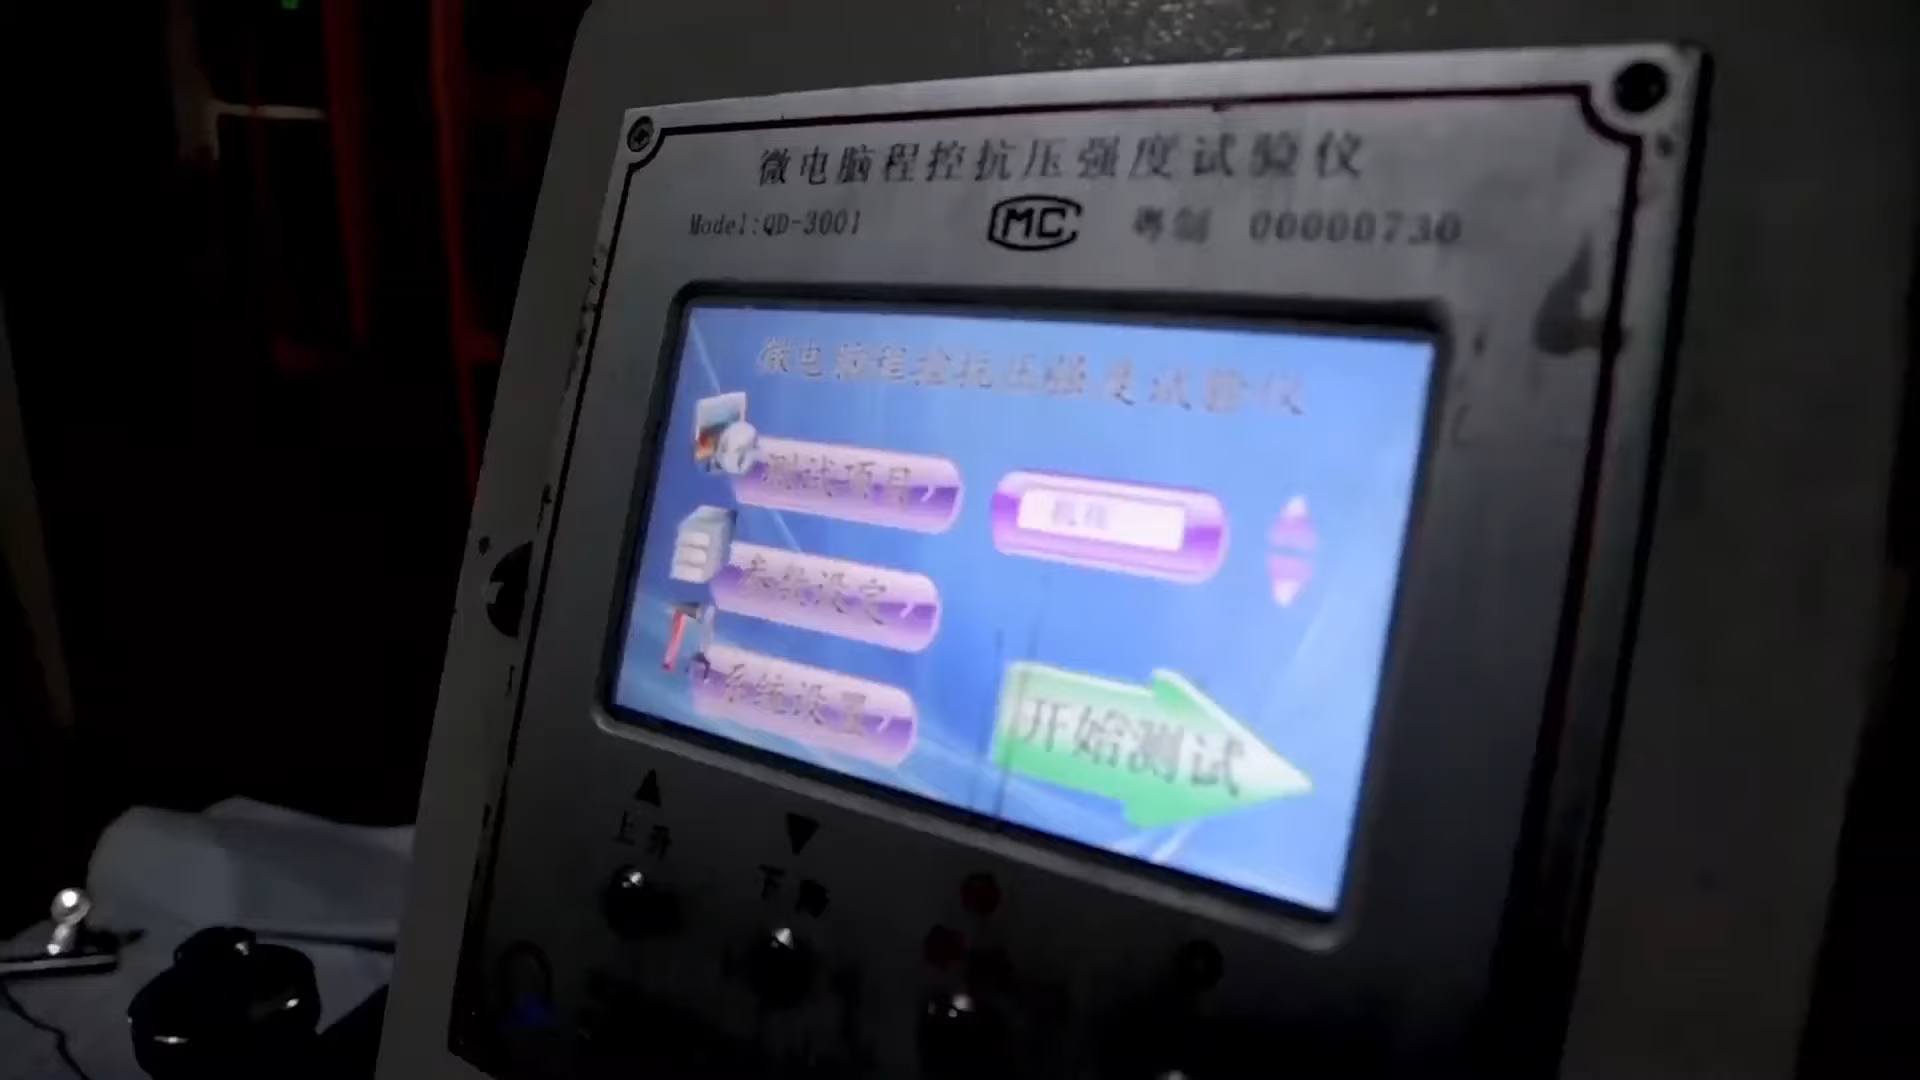 微电脑程控抗压强度试验仪
Model:QD-3001 MC 粤制 00000730
微电脑程控抗压强度试验仪
测试项目
参数设定
系统设置
开始测试
上升
下降